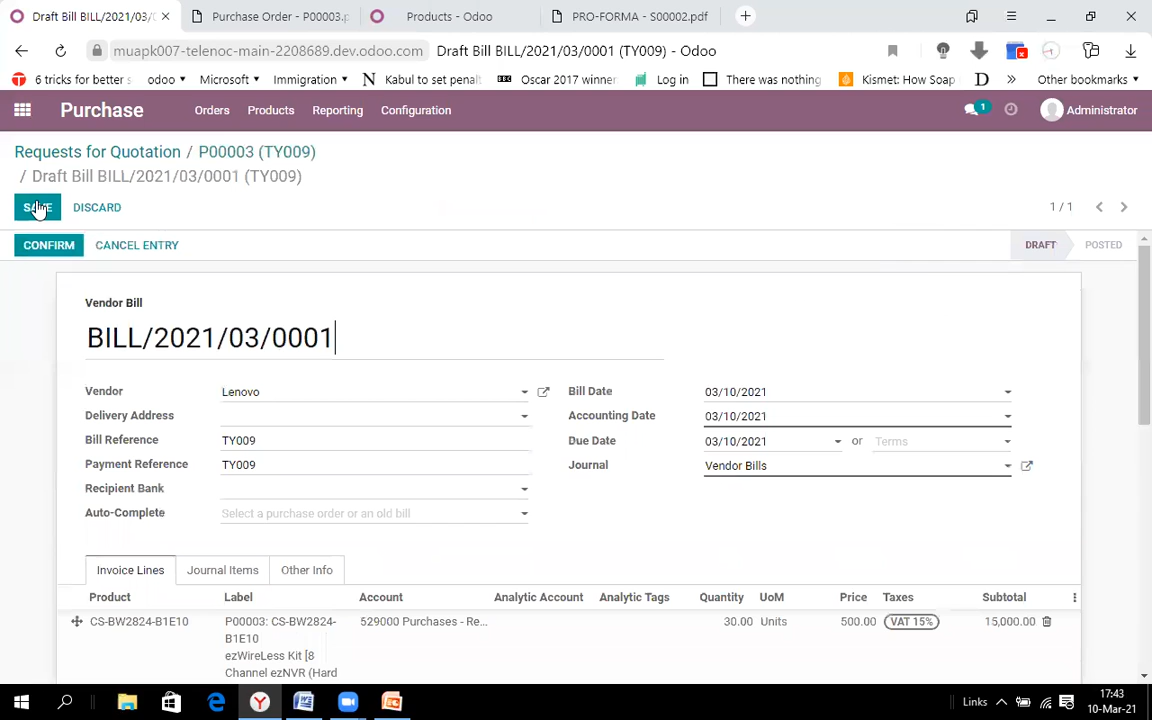 Draft Bill BILL/2021/03/0001 (TY
Purchase Order - P00003.p
Products - Odoo
PRO-FORMA - S00002.pdf
muapk007-telenoc-main-2208689.dev.odoo.com
Draft Bill BILL/2021/03/0001 (TY009) - Odoo
6 tricks for better s
odoo
Microsoft
Immigration
Kabul to set penalt
Oscar 2017 winner
Log in
There was nothing
Kismet: How Soap
D
Other bookmarks
Purchase
Orders
Products
Reporting
Configuration
1
Administrator
Requests for Quotation / P00003 (TY009)
/ Draft Bill BILL/2021/03/0001 (TY009)
SAVE
DISCARD
1 / 1
CONFIRM
CANCEL ENTRY
DRAFT
POSTED
Vendor Bill
BILL/2021/03/0001
Vendor
Lenovo
Bill Date
03/10/2021
Delivery Address
Accounting Date
03/10/2021
Bill Reference
TY009
Due Date
03/10/2021
or
Terms
Payment Reference
TY009
Journal
Vendor Bills
Recipient Bank
Auto-Complete
Select a purchase order or an old bill
Invoice Lines
Journal Items
Other Info
Product
Label
Account
Analytic Account
Analytic Tags
Quantity
UoM
Price
Taxes
Subtotal
CS-BW2824-B1E10
P00003: CS-BW2824-
B1E10
ezWireLess Kit [8
Channel ezNVR (Hard
529000 Purchases - Re...
30.00
Units
500.00
VAT 15%
15,000.00
Links
17:43
10-Mar-21